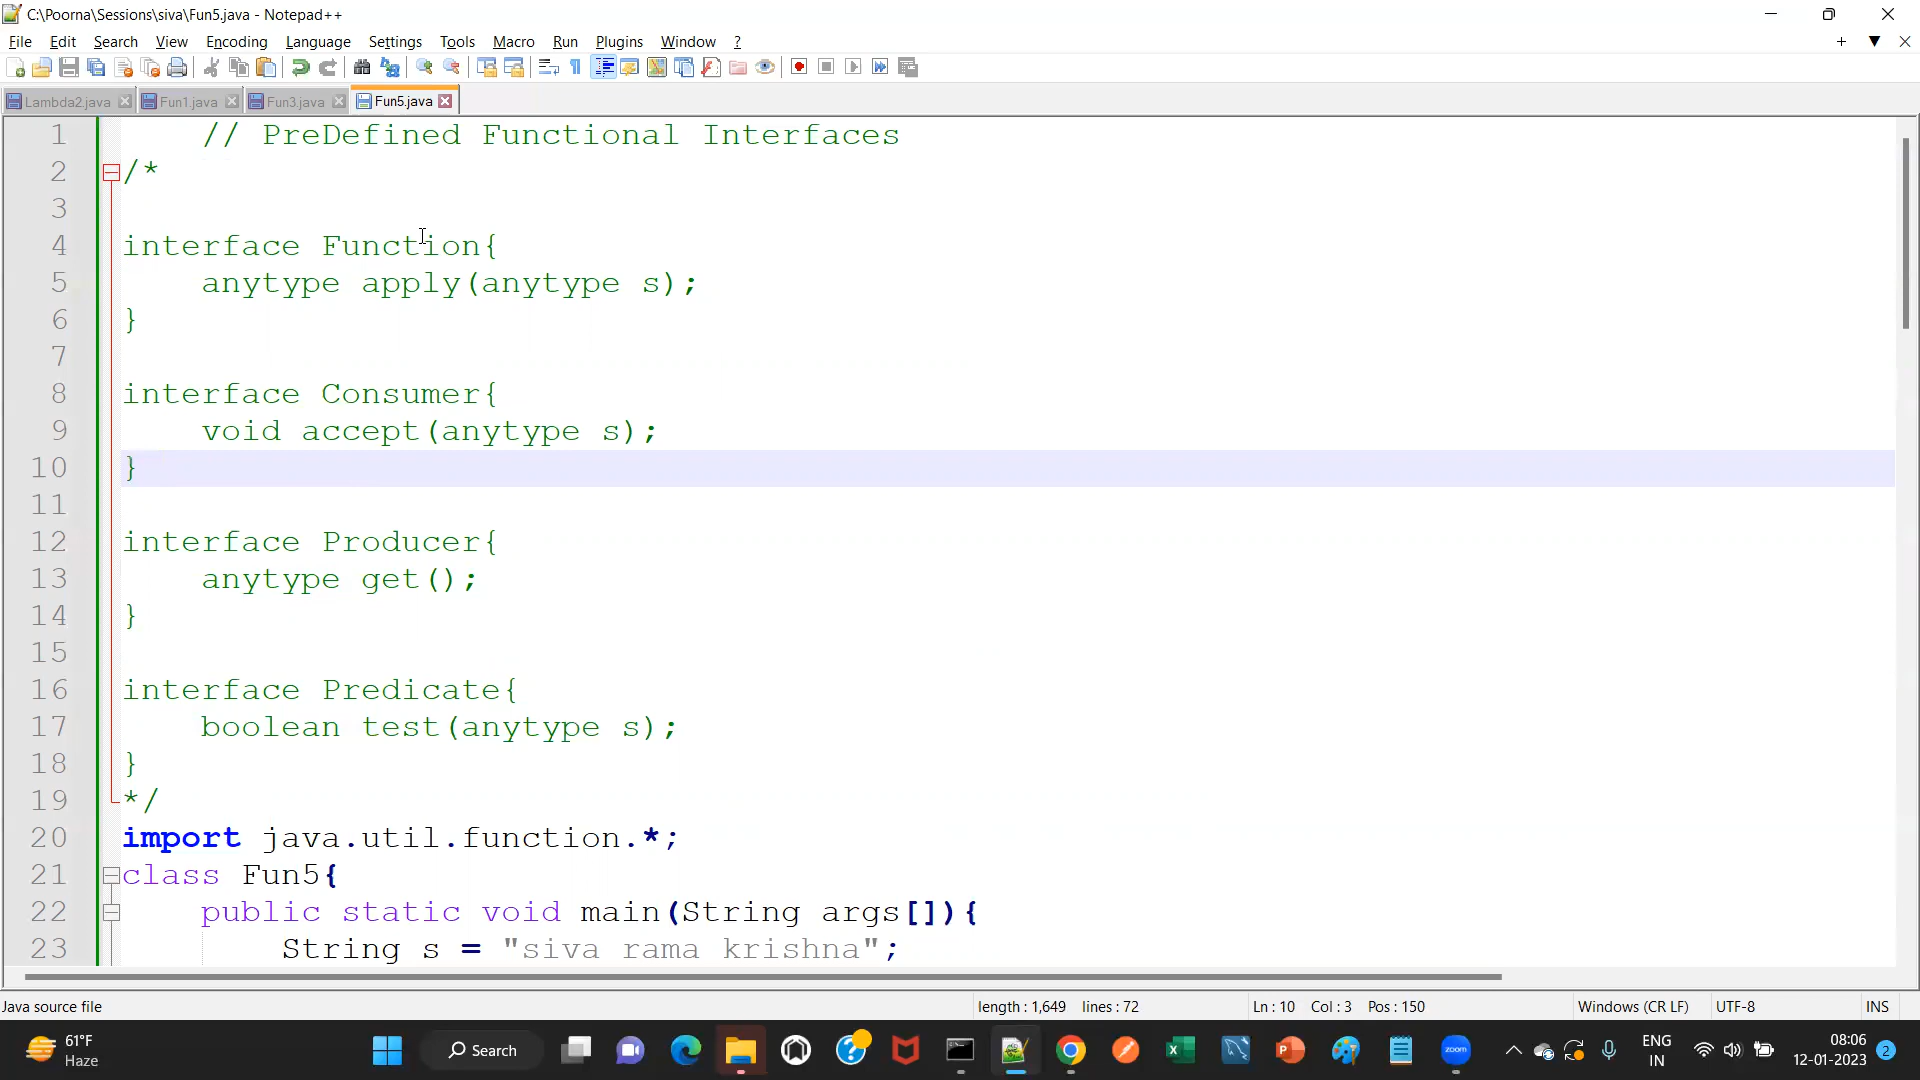 C:\Poorna\Sessions\siva\Fun5.java - Notepad++
File Edit Search View Encoding Language Settings Tools Macro Run Plugins Window ?
Lambda2.java Fun1.java Fun3.java Fun5.java
1 // PreDefined Functional Interfaces
2 /*
3
4 interface Function{
5 anytype apply(anytype s);
6 }
7
8 interface Consumer{
9 void accept(anytype s);
10 }
11
12 interface Producer{
13 anytype get();
14 }
15
16 interface Predicate{
17 boolean test(anytype s);
18 }
19 */
20 import java.util.function.*;
21 class Fun5{
22 public static void main(String args[]){
23 String s = "siva rama krishna";
Java source file length : 1,649 lines : 72 Ln : 10 Col : 3 Pos : 150 Windows (CR LF) UTF-8 INS
61°F
Haze
Search
zoom
ENG
IN
08:06
12-01-2023
2